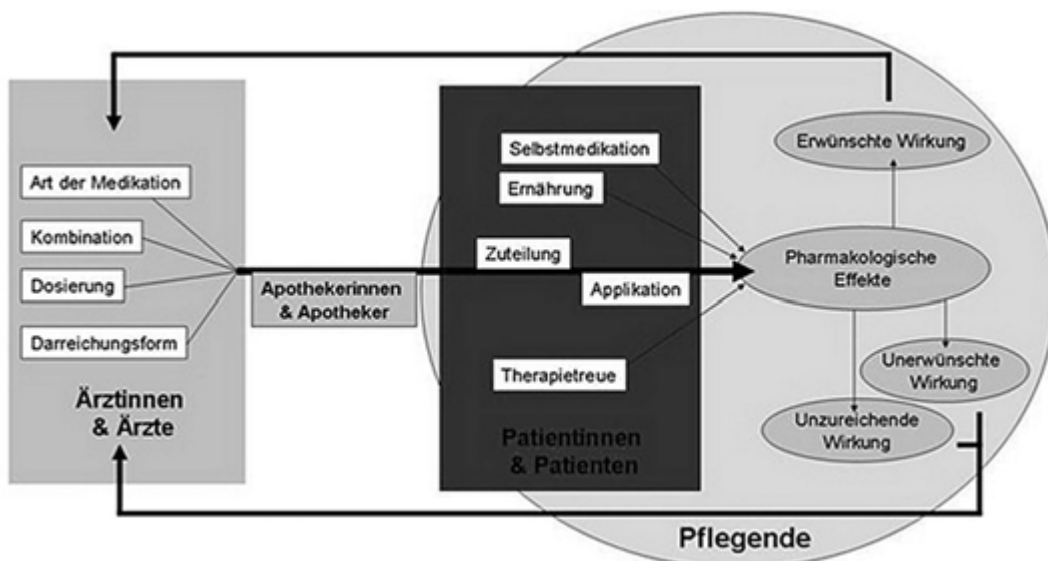 Art der Medikation
Kombination
Dosierung
Darreichungsform
Ärztinnen
& Ärzte
Apothekerinnen
& Apotheker
Selbstmedikation
Ernährung
Zuteilung
Applikation
Therapietreue
Patientinnen
& Patienten
Erwünschte Wirkung
Pharmakologische
Effekte
Unerwünschte
Wirkung
Unzureichende
Wirkung
Pflegende